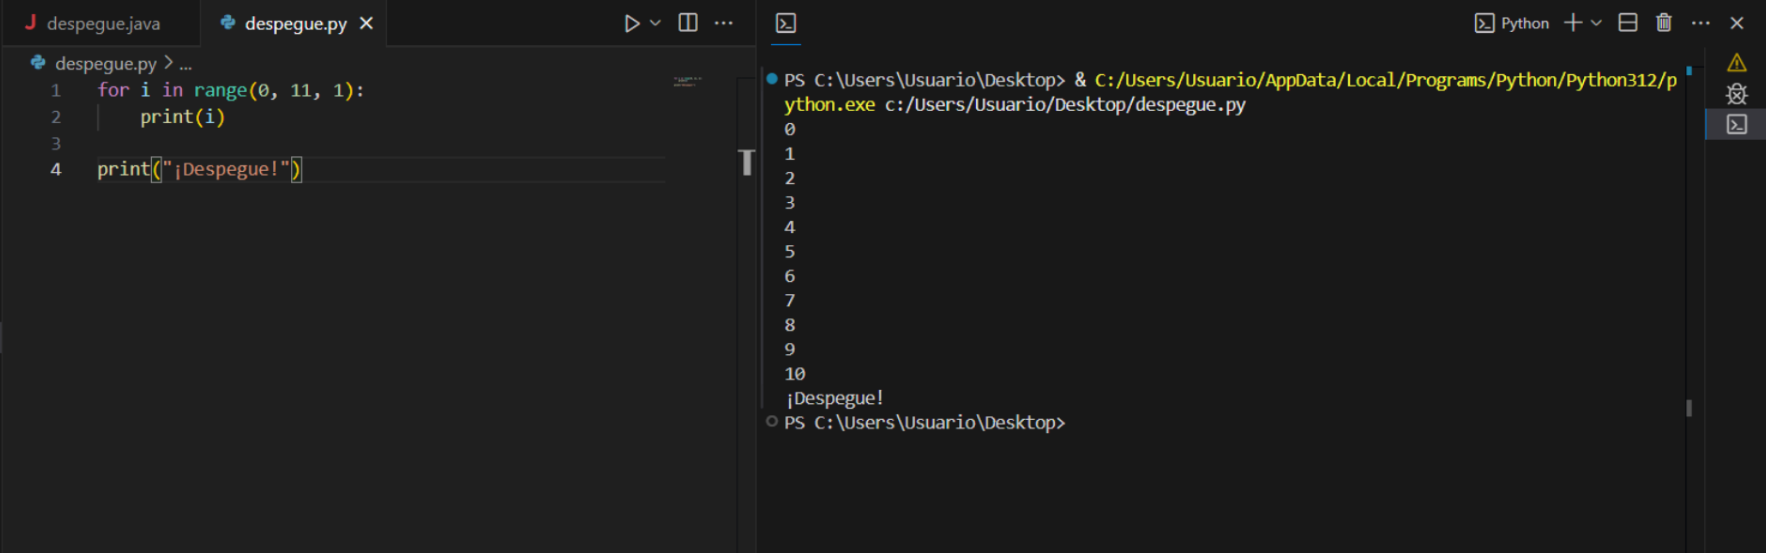 J despegue.java
despegue.py
despegue.py > ...
1 for i in range(0, 11, 1):
2     print(i)
3
4 print("¡Despegue!")
Python
PS C:\Users\Usuario\Desktop> & C:/Users/Usuario/AppData/Local/Programs/Python/Python312/p
ython.exe c:/Users/Usuario/Desktop/despegue.py
0
1
2
3
4
5
6
7
8
9
10
¡Despegue!
PS C:\Users\Usuario\Desktop>